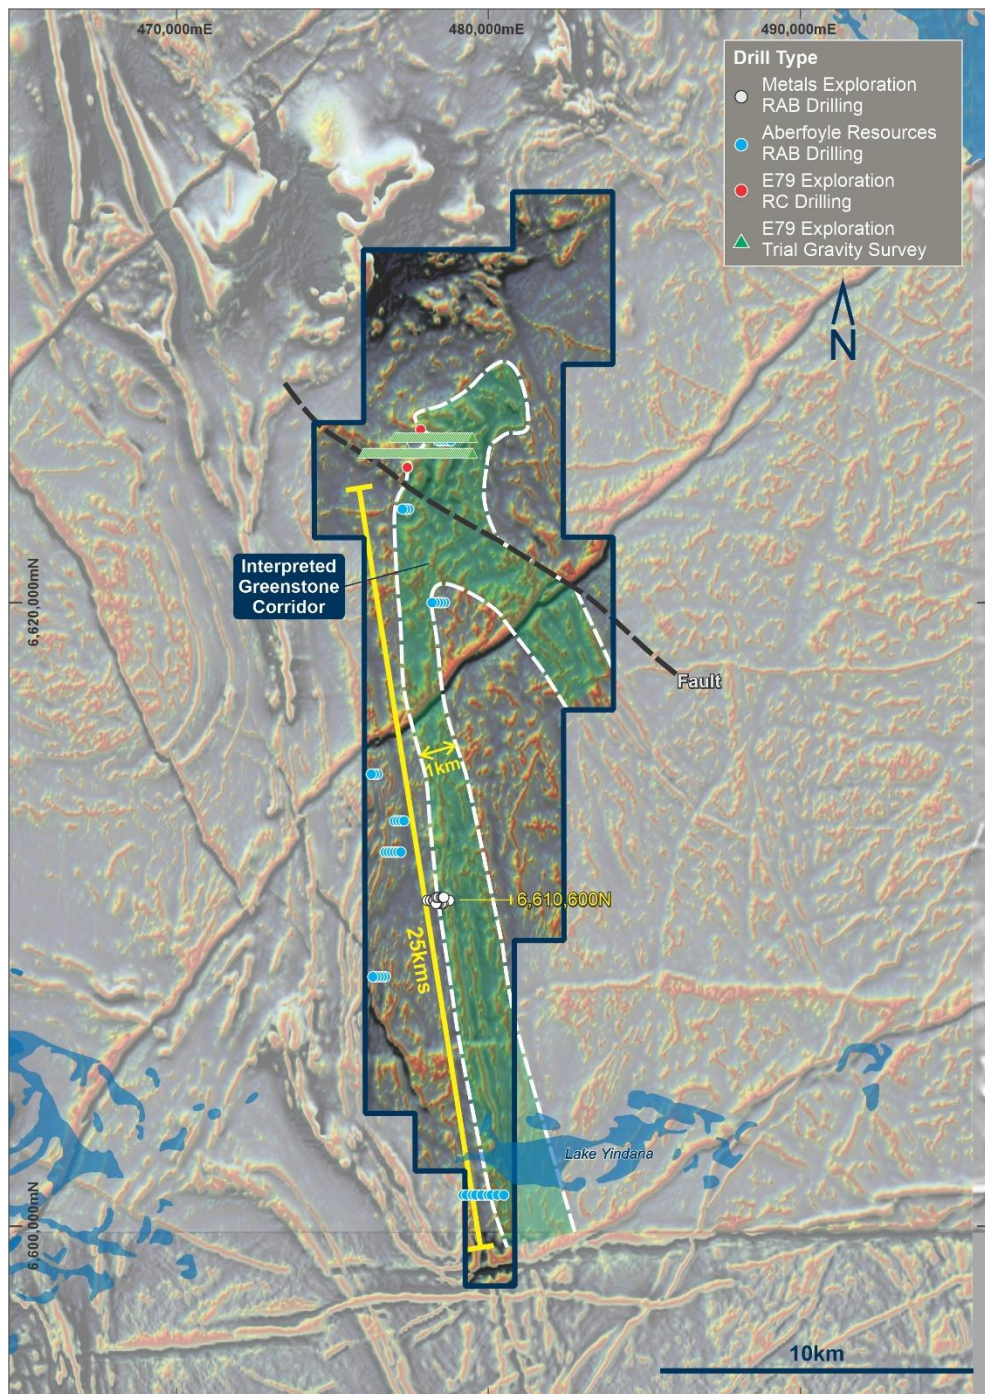 470,000mE
480,000mE
490,000mE
Drill Type
Metals Exploration
RAB Drilling
Aberfoyle Resources
RAB Drilling
E79 Exploration
RC Drilling
E79 Exploration
Trial Gravity Survey
N
Interpreted
Greenstone
Corridor
6,620,000mN
Fault
1km
6,610,600N
25kms
Lake Yindana
6,600,000mN
10km